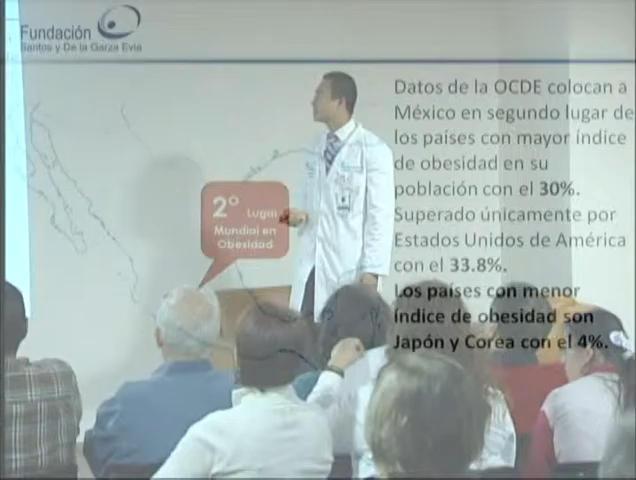 Fundación
Santos y De la Garza Evia
Datos de la OCDE colocan a
México en segundo lugar de
los países con mayor índice
de obesidad en su
población con el 30%.
Superado únicamente por
Estados Unidos de América
con el 33.8%.
Los países con menor
índice de obesidad son
Japón y Corea con el 4%.
2° Lugar
Mundial en
Obesidad